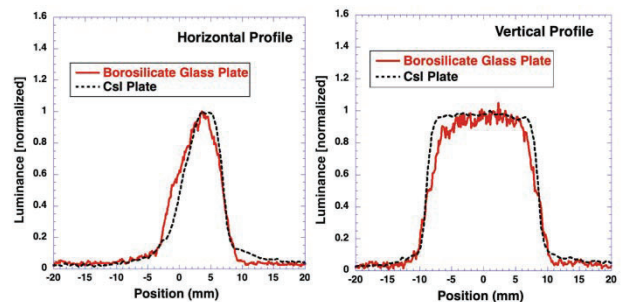 Horizontal Profile
Borosilicate Glass Plate
CsI Plate
Luminance [normalized]
1.6
1.4
1.2
1
0.8
0.6
0.4
0.2
0
-20 -15 -10 -5 0 5 10 15 20
Position (mm)
Vertical Profile
Borosilicate Glass Plate
CsI Plate
Luminance [normalized]
1.6
1.4
1.2
1
0.8
0.6
0.4
0.2
0
-20 -15 -10 -5 0 5 10 15 20
Position (mm)